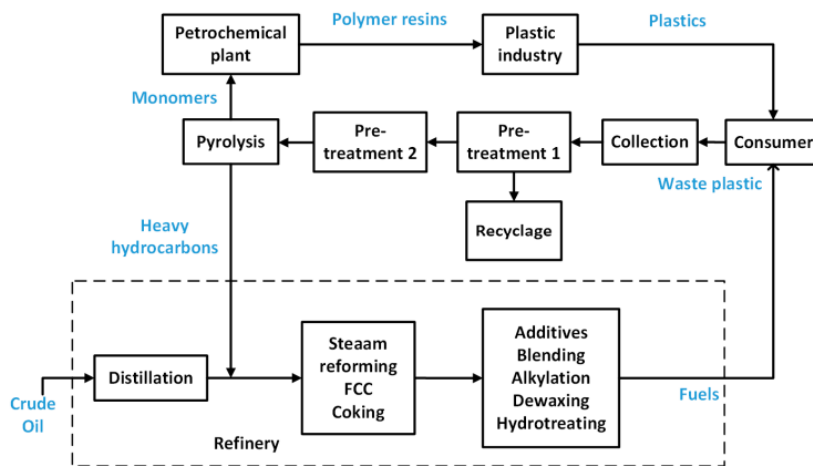 Petrochemical
plant
Polymer resins
Plastic
industry
Plastics
Monomers
Pyrolysis
Pre-
treatment 2
Pre-
treatment 1
Collection
Consumer
Waste plastic
Recyclage
Heavy
hydrocarbons
Crude
Oil
Distillation
Steaam
reforming
FCC
Coking
Additives
Blending
Alkylation
Dewaxing
Hydrotreating
Fuels
Refinery